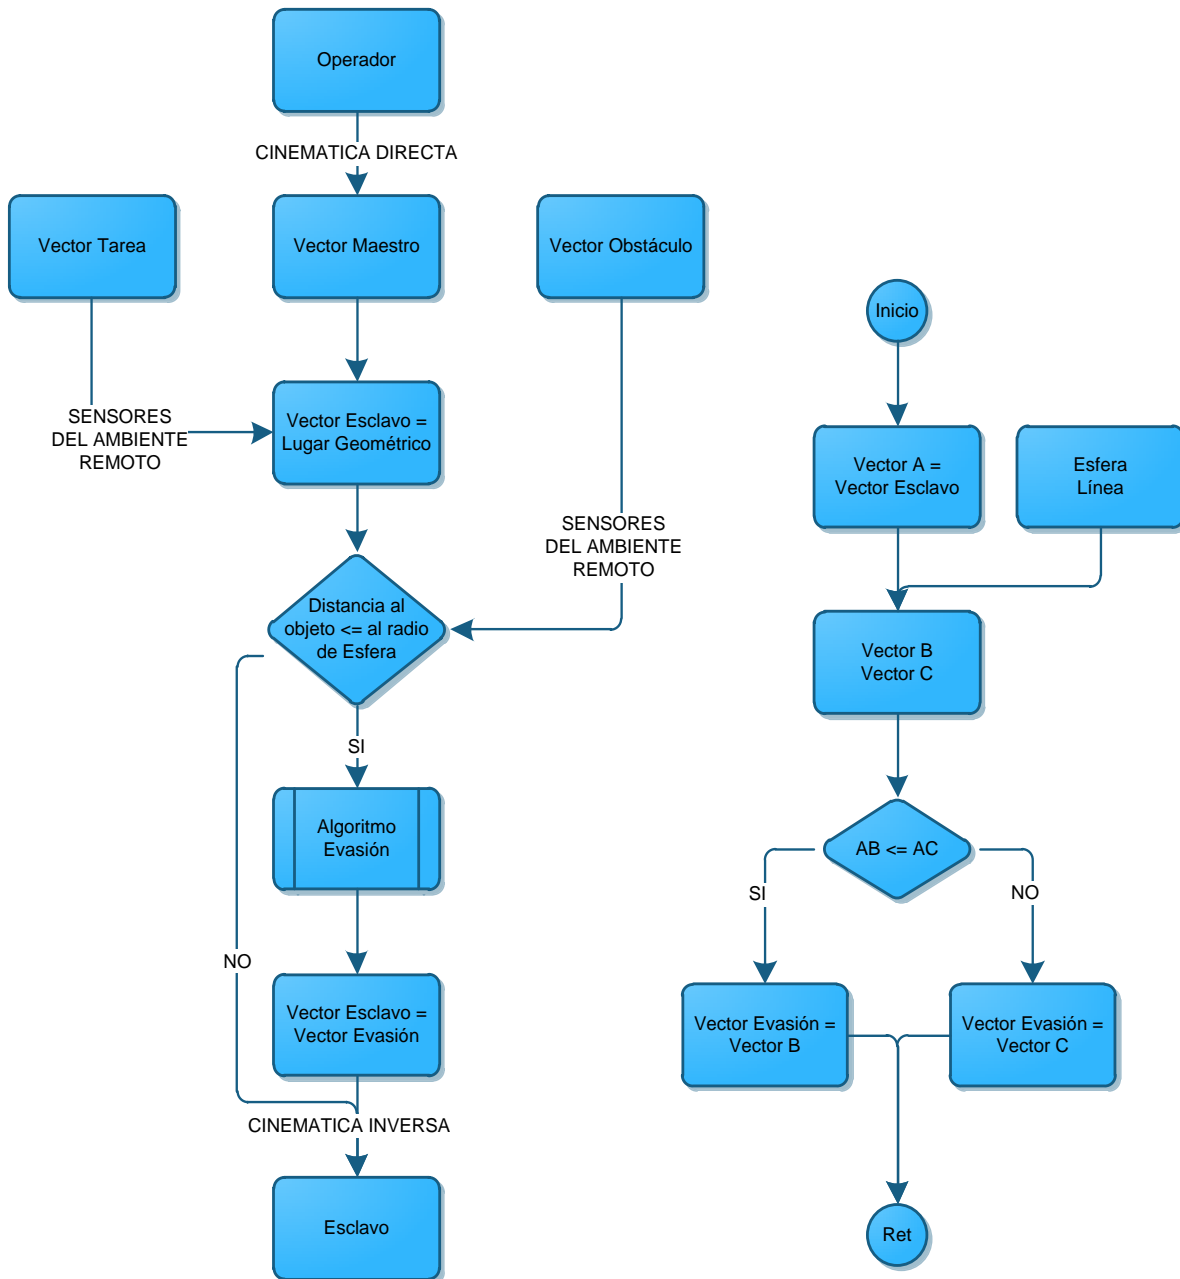 Operador
CINEMATICA DIRECTA
Vector Tarea
Vector Maestro
Vector Obstáculo
SENSORES
DEL AMBIENTE
REMOTO
Vector Esclavo =
Lugar Geométrico
SENSORES
DEL AMBIENTE
REMOTO
Distancia al
objeto <= al radio
de Esfera
SI
Algoritmo
Evasión
NO
Vector Esclavo =
Vector Evasión
CINEMATICA INVERSA
Esclavo
Inicio
Vector A =
Vector Esclavo
Esfera
Línea
Vector B
Vector C
AB <= AC
SI
NO
Vector Evasión =
Vector B
Vector Evasión =
Vector C
Ret